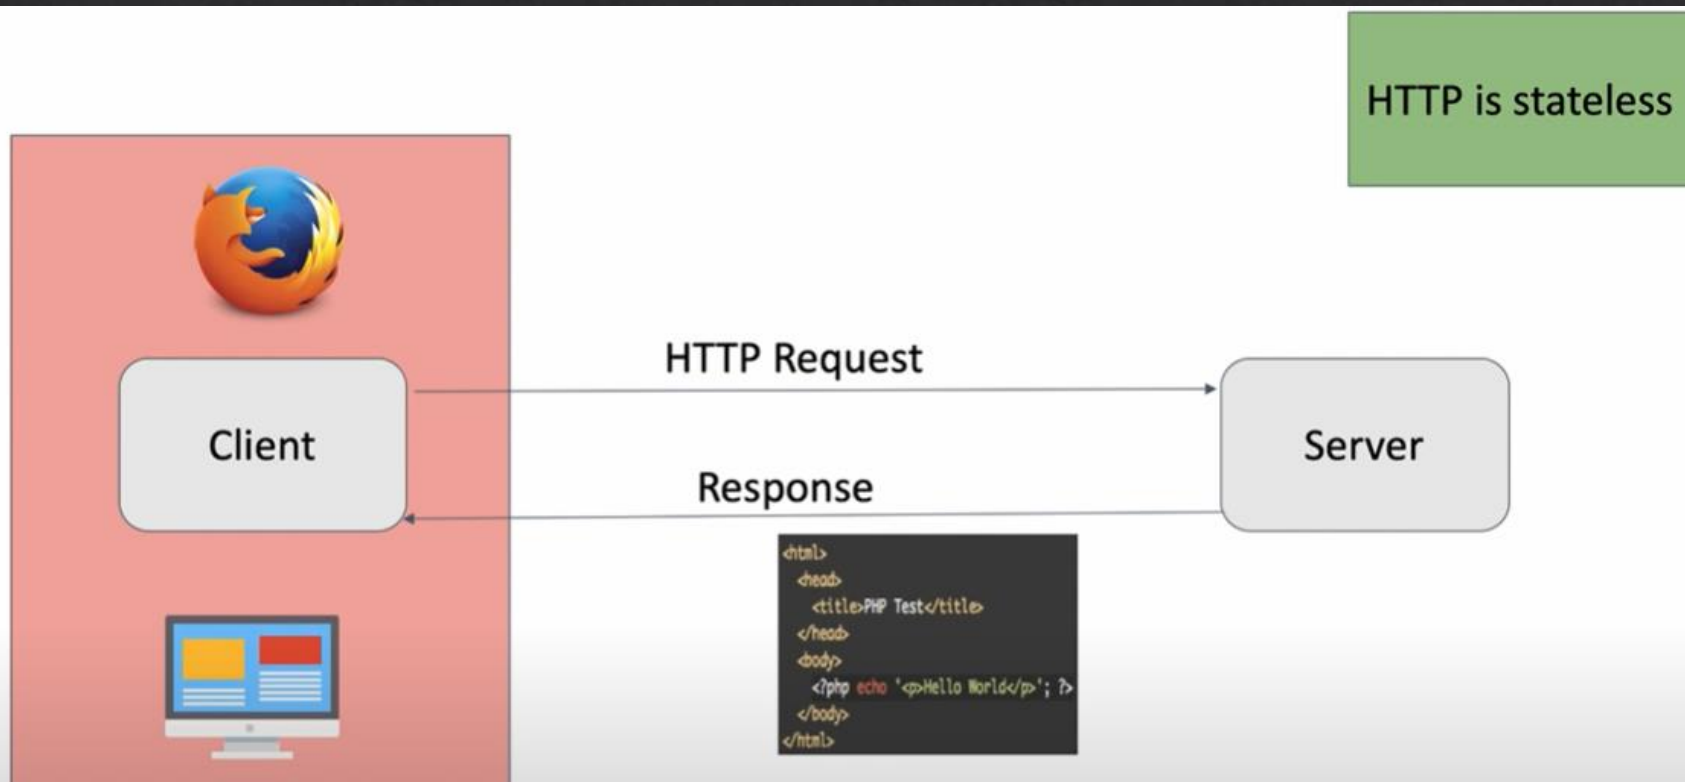 HTTP is stateless
HTTP Request
Client
Server
Response
<html>
<head>
<title>PHP Test</title>
</head>
<body>
<?php echo '<p>Hello World</p>'; ?>
</body>
</html>